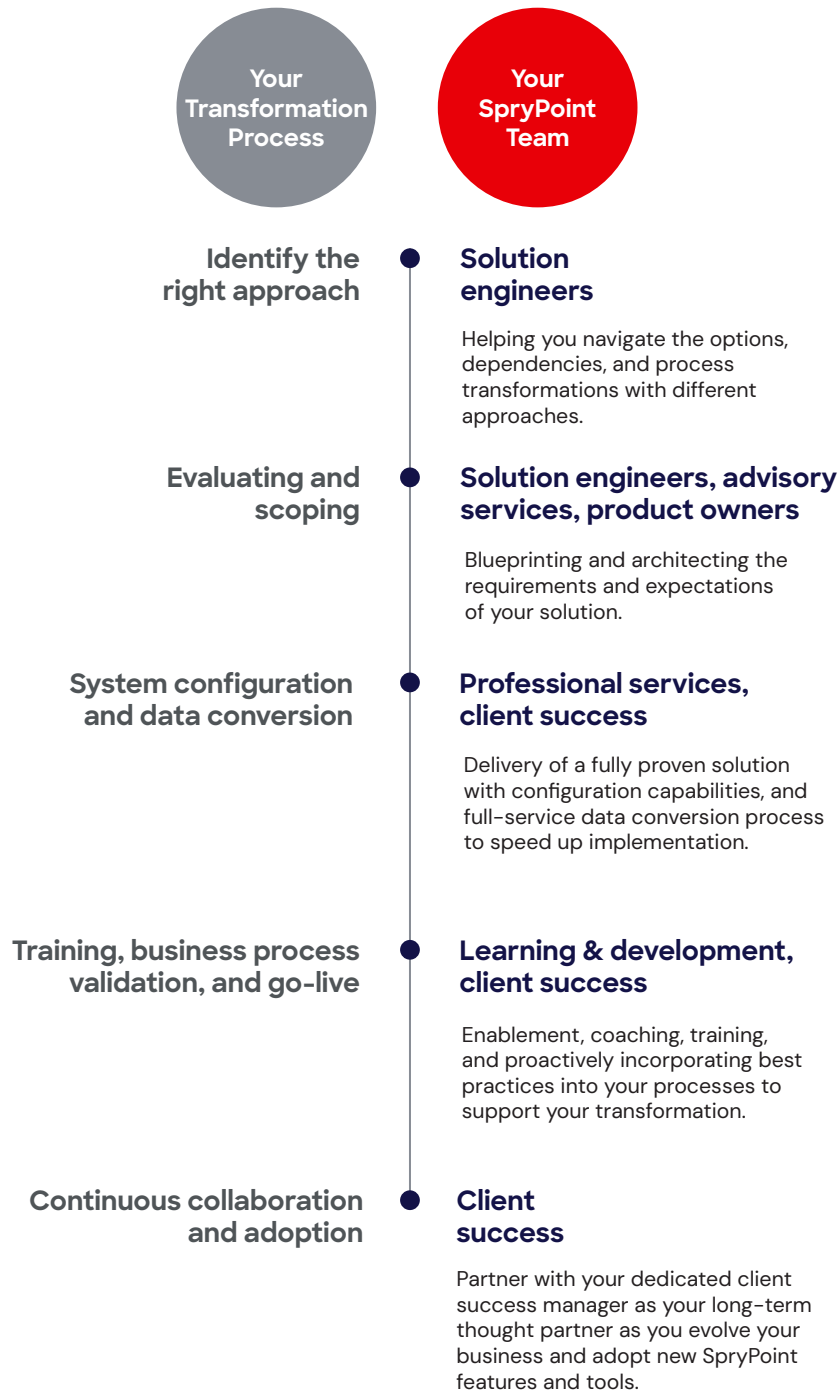 Your
Transformation
Process
Your
SpryPoint
Team
Identify the
right approach
Solution
engineers
Helping you navigate the options,
dependencies, and process
transformations with different
approaches.
Evaluating and
scoping
Solution engineers, advisory
services, product owners
Blueprinting and architecting the
requirements and expectations
of your solution.
System configuration
and data conversion
Professional services,
client success
Delivery of a fully proven solution
with configuration capabilities, and
full-service data conversion process
to speed up implementation.
Training, business process
validation, and go-live
Learning & development,
client success
Enablement, coaching, training,
and proactively incorporating best
practices into your processes to
support your transformation.
Continuous collaboration
and adoption
Client
success
Partner with your dedicated client
success manager as your long-term
thought partner as you evolve your
business and adopt new SpryPoint
features and tools.